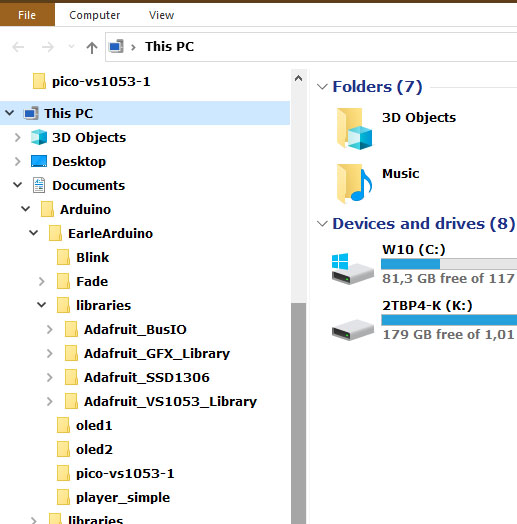 File Computer View
This PC
pico-vs1053-1
This PC
3D Objects
Desktop
Documents
Arduino
EarleArduino
Blink
Fade
libraries
Adafruit_BusIO
Adafruit_GFX_Library
Adafruit_SSD1306
Adafruit_VS1053_Library
oled1
oled2
pico-vs1053-1
player_simple
libraries
Folders (7)
3D Objects
Music
Devices and drives (8)
W10 (C:)
81,3 GB free of 117
2TBP4-K (K:)
179 GB free of 1,01